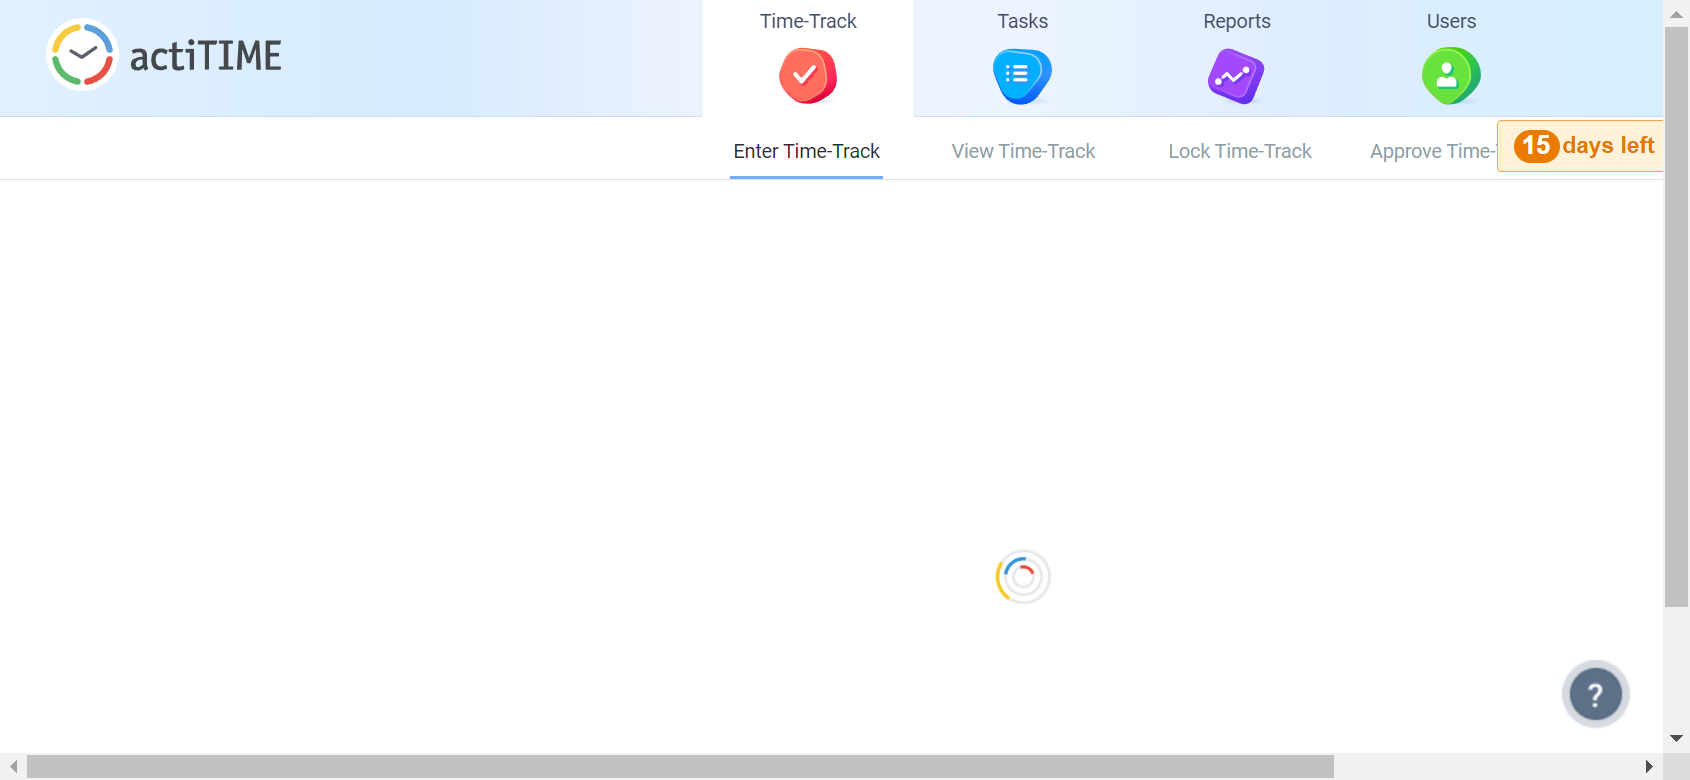 actiTIME
Time-Track
Tasks
Reports
Users
Enter Time-Track
View Time-Track
Lock Time-Track
Approve Time-
15 days left
?